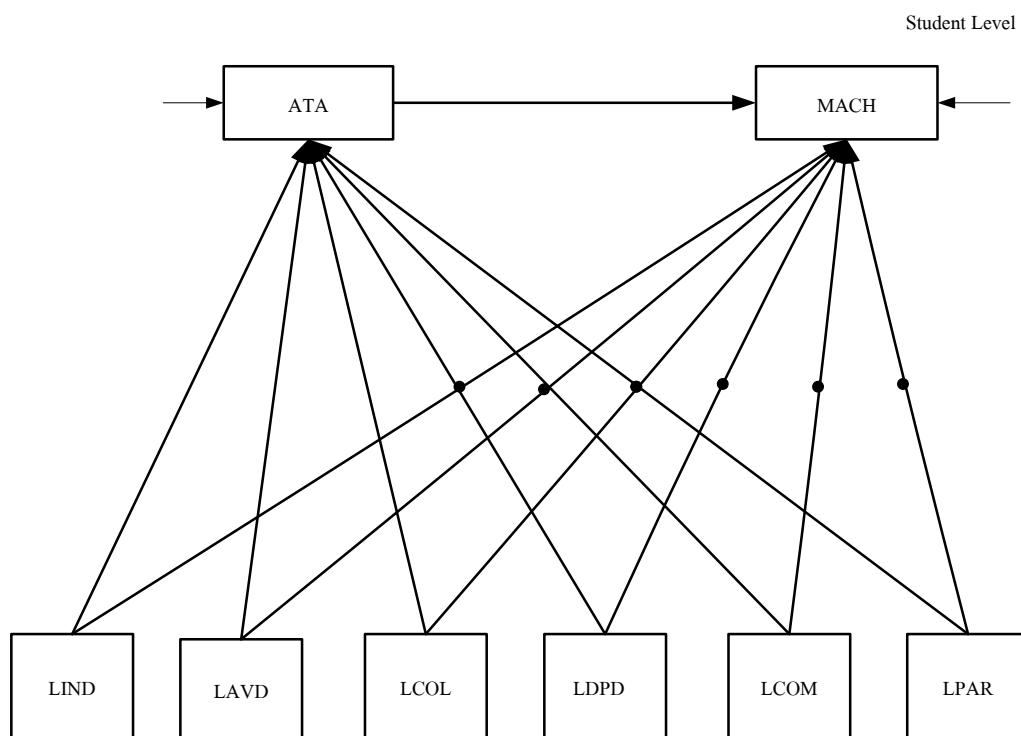 Student Level
ATA
MACH
LIND
LAVD
LCOL
LDPD
LCOM
LPAR